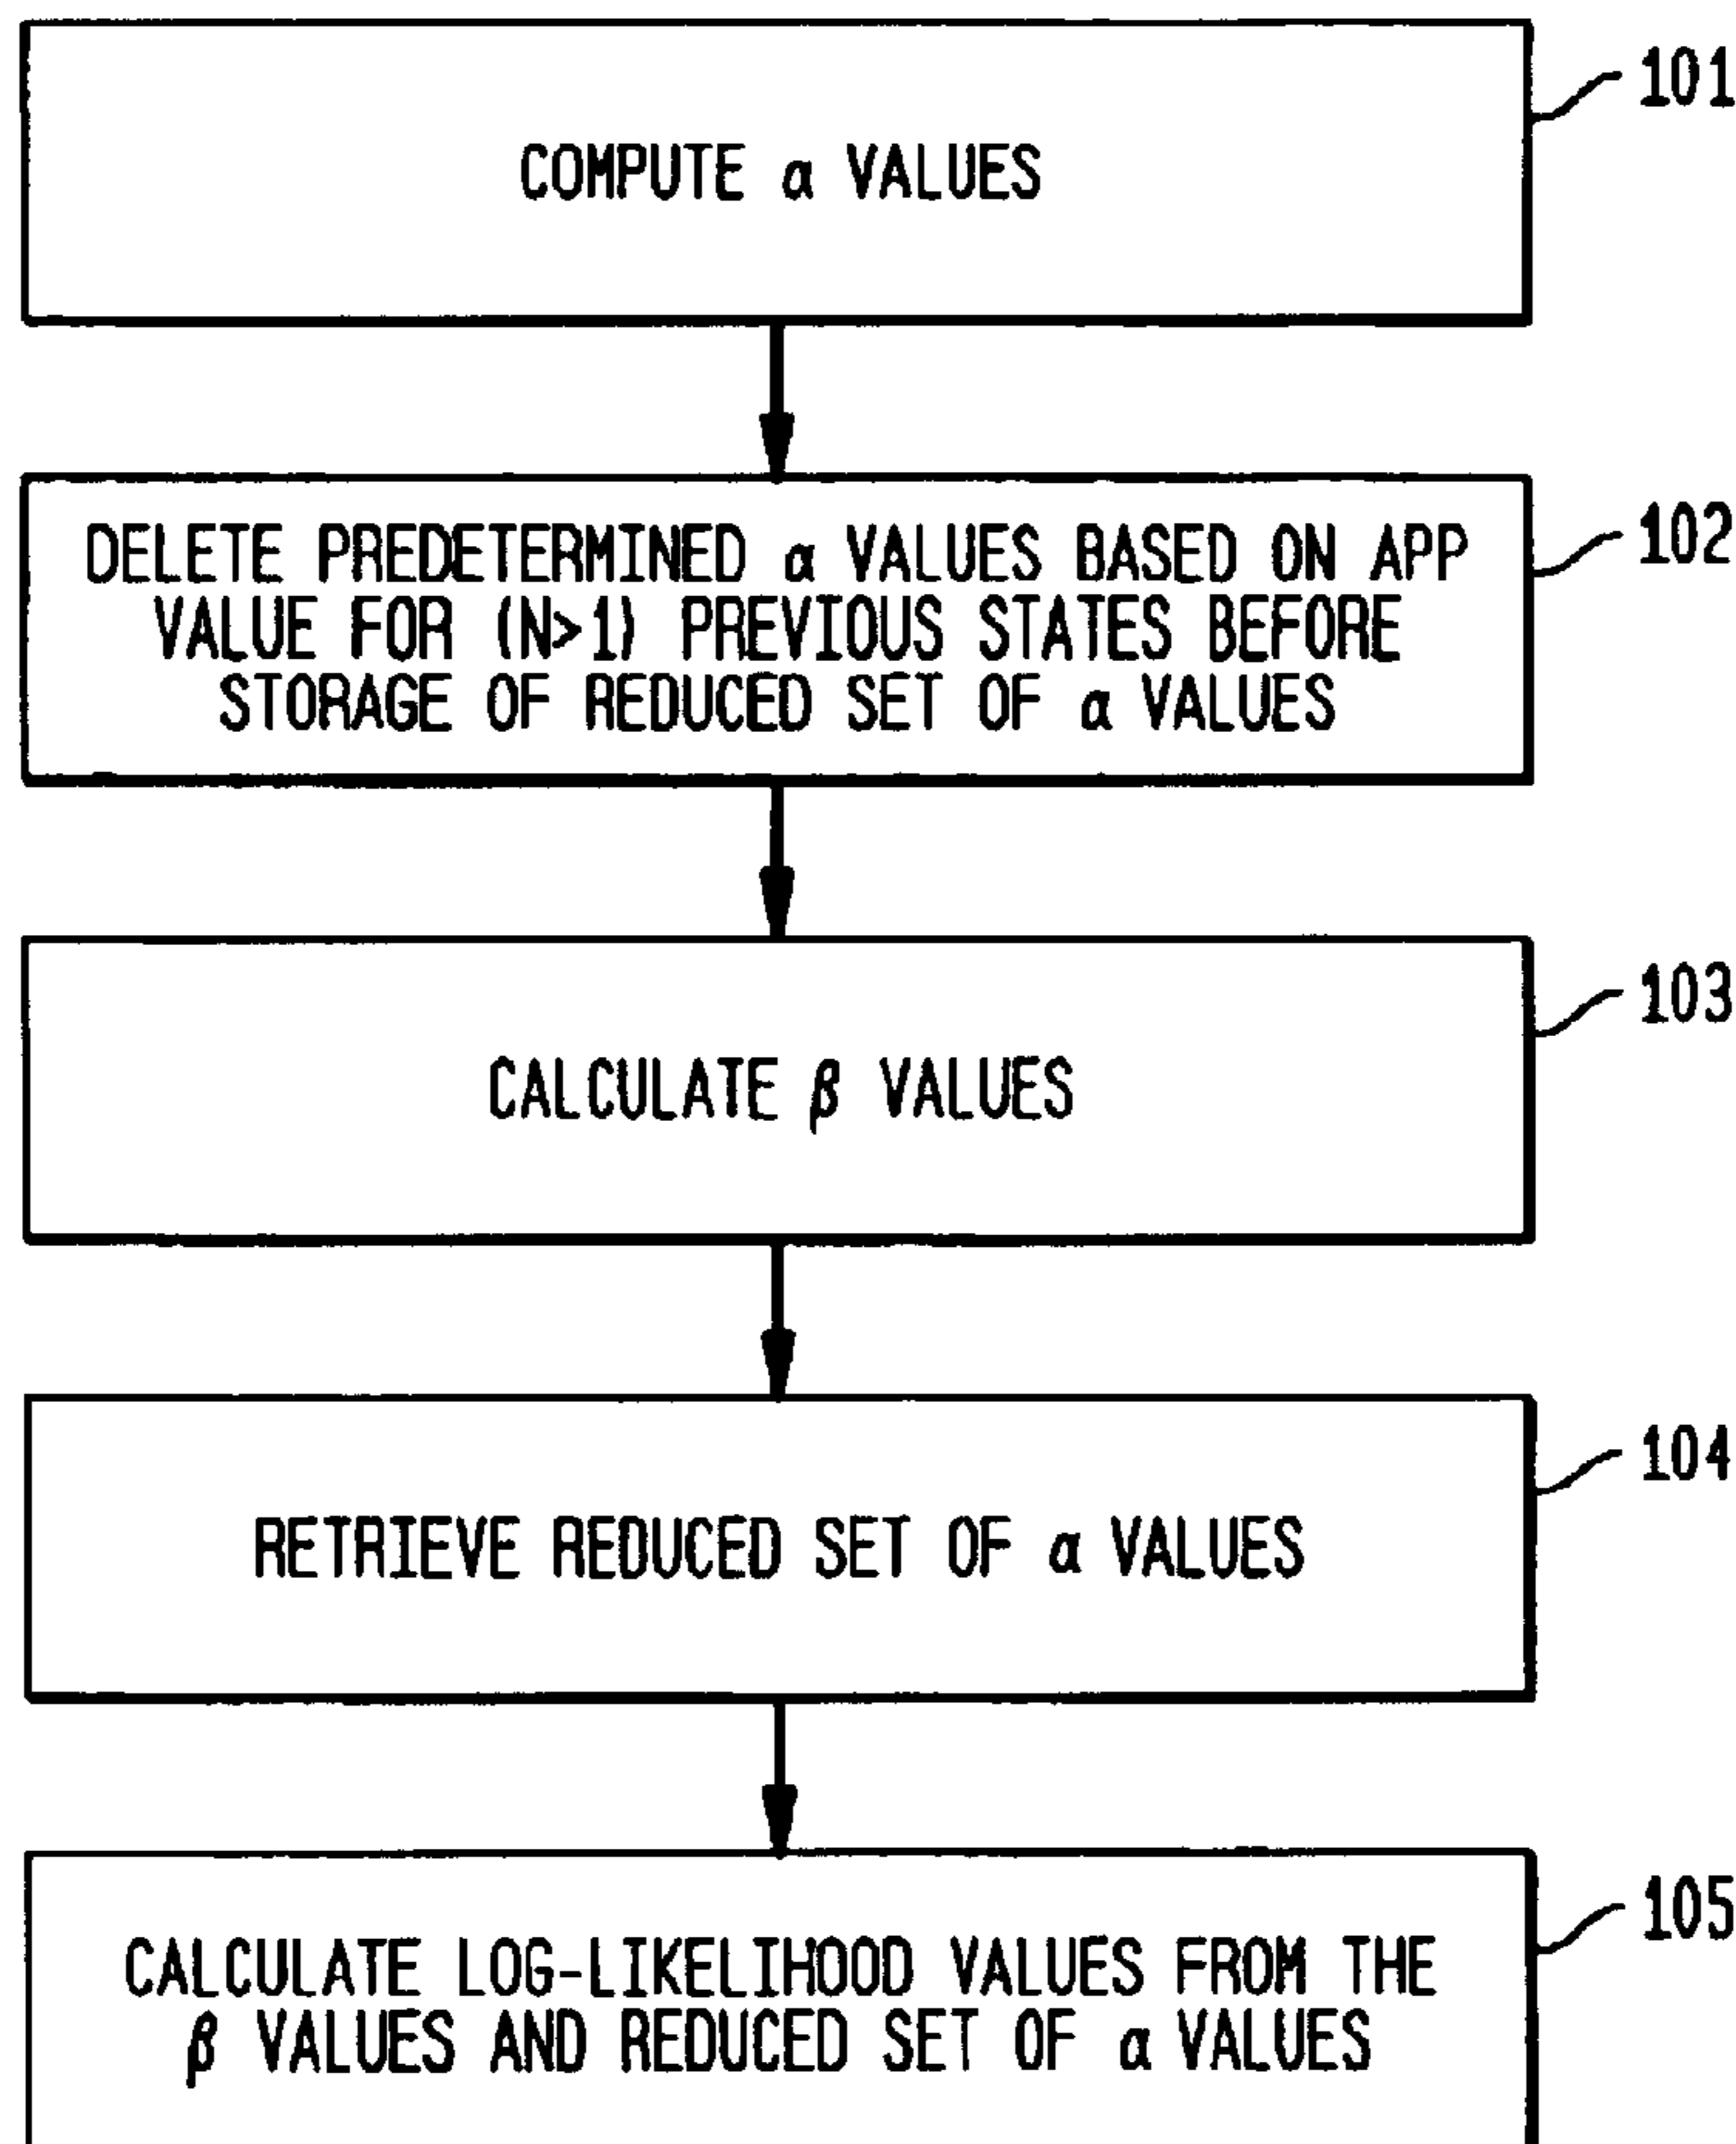 COMPUTE α VALUES
101
DELETE PREDETERMINED α VALUES BASED ON APP
VALUE FOR (N>1) PREVIOUS STATES BEFORE
STORAGE OF REDUCED SET OF α VALUES
102
CALCULATE β VALUES
103
RETRIEVE REDUCED SET OF α VALUES
104
CALCULATE LOG-LIKELIHOOD VALUES FROM THE
β VALUES AND REDUCED SET OF α VALUES
105